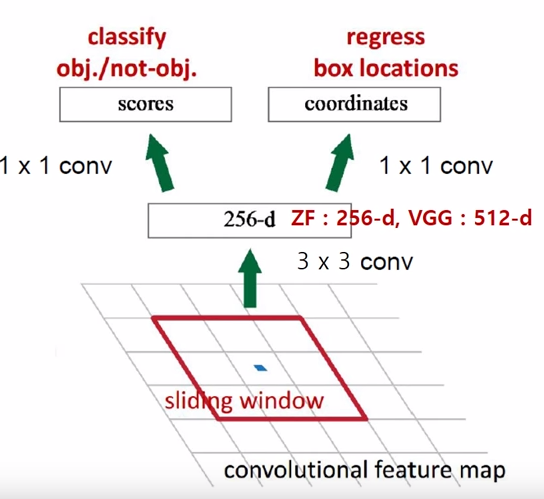 classify
obj./not-obj.
regress
box locations
scores
coordinates
1 x 1 conv
1 x 1 conv
256-d ZF : 256-d, VGG : 512-d
3 x 3 conv
sliding window
convolutional feature map